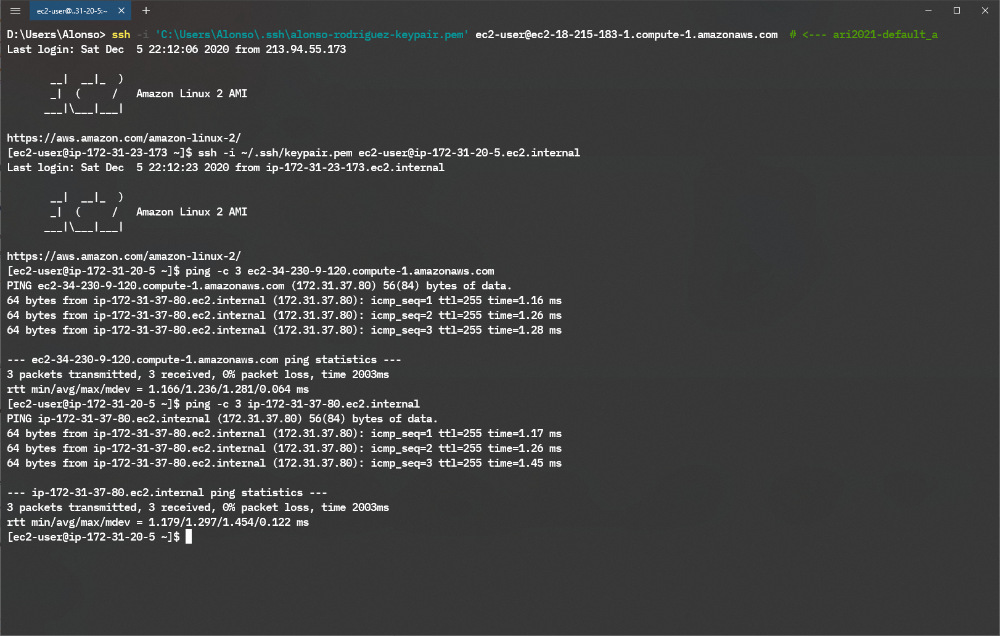 ec2-user@..31-20-5:~
D:\Users\Alonso> ssh -i 'C:\Users\Alonso\.ssh\alonso-rodriguez-keypair.pem' ec2-user@ec2-18-215-183-1.compute-1.amazonaws.com  # <--- ari2021-default_a
Last login: Sat Dec  5 22:12:06 2020 from 213.94.55.173

       __|  __|_  )
       _|  (     /   Amazon Linux 2 AMI
      ___|\___|___|

https://aws.amazon.com/amazon-linux-2/
[ec2-user@ip-172-31-23-173 ~]$ ssh -i ~/.ssh/keypair.pem ec2-user@ip-172-31-20-5.ec2.internal
Last login: Sat Dec  5 22:12:23 2020 from ip-172-31-23-173.ec2.internal

       __|  __|_  )
       _|  (     /   Amazon Linux 2 AMI
      ___|\___|___|

https://aws.amazon.com/amazon-linux-2/
[ec2-user@ip-172-31-20-5 ~]$ ping -c 3 ec2-34-230-9-120.compute-1.amazonaws.com
PING ec2-34-230-9-120.compute-1.amazonaws.com (172.31.37.80) 56(84) bytes of data.
64 bytes from ip-172-31-37-80.ec2.internal (172.31.37.80): icmp_seq=1 ttl=255 time=1.16 ms
64 bytes from ip-172-31-37-80.ec2.internal (172.31.37.80): icmp_seq=2 ttl=255 time=1.26 ms
64 bytes from ip-172-31-37-80.ec2.internal (172.31.37.80): icmp_seq=3 ttl=255 time=1.28 ms

--- ec2-34-230-9-120.compute-1.amazonaws.com ping statistics ---
3 packets transmitted, 3 received, 0% packet loss, time 2003ms
rtt min/avg/max/mdev = 1.166/1.236/1.281/0.064 ms
[ec2-user@ip-172-31-20-5 ~]$ ping -c 3 ip-172-31-37-80.ec2.internal
PING ip-172-31-37-80.ec2.internal (172.31.37.80) 56(84) bytes of data.
64 bytes from ip-172-31-37-80.ec2.internal (172.31.37.80): icmp_seq=1 ttl=255 time=1.17 ms
64 bytes from ip-172-31-37-80.ec2.internal (172.31.37.80): icmp_seq=2 ttl=255 time=1.26 ms
64 bytes from ip-172-31-37-80.ec2.internal (172.31.37.80): icmp_seq=3 ttl=255 time=1.45 ms

--- ip-172-31-37-80.ec2.internal ping statistics ---
3 packets transmitted, 3 received, 0% packet loss, time 2003ms
rtt min/avg/max/mdev = 1.179/1.297/1.454/0.122 ms
[ec2-user@ip-172-31-20-5 ~]$